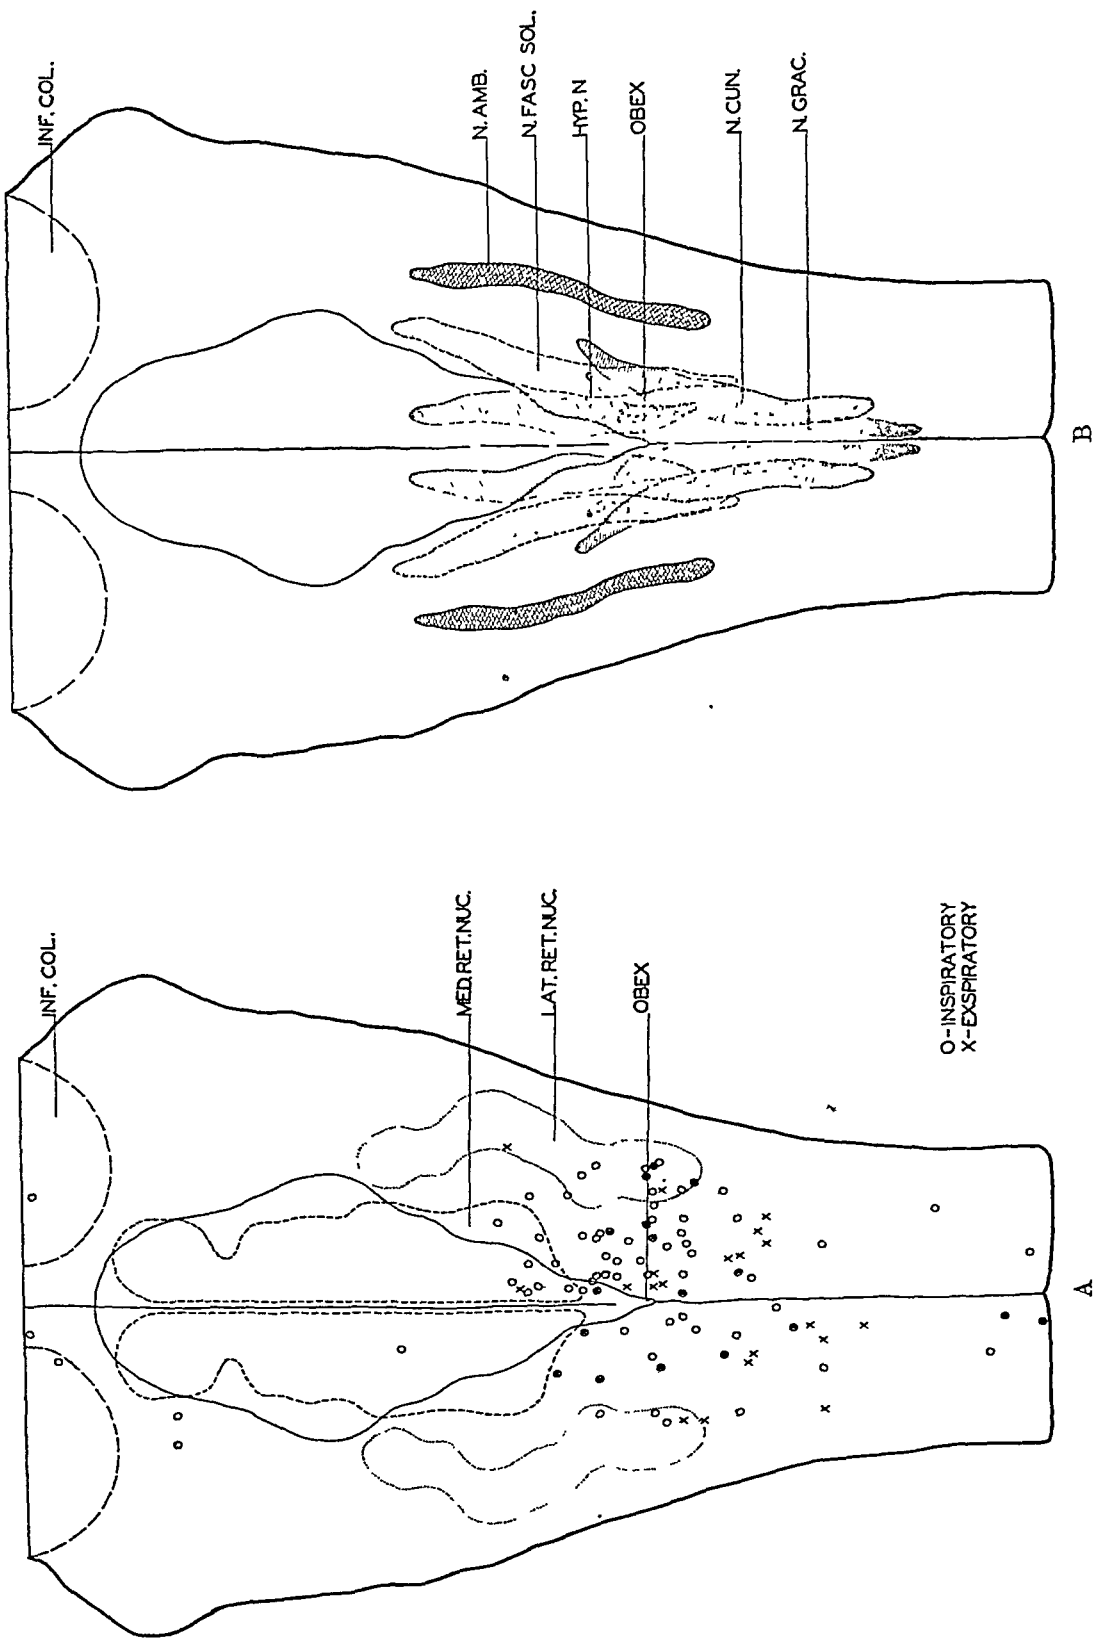 INF. COL.
MED.RET.NUC.
LAT. RET.NUC.
OBEX
O-INSPIRATORY
X-EXSPIRATORY
A
INF. COL.
N. AMB.
N.FASC SOL.
HYP. N
OBEX
N.CUN.
N.GRAC.
B